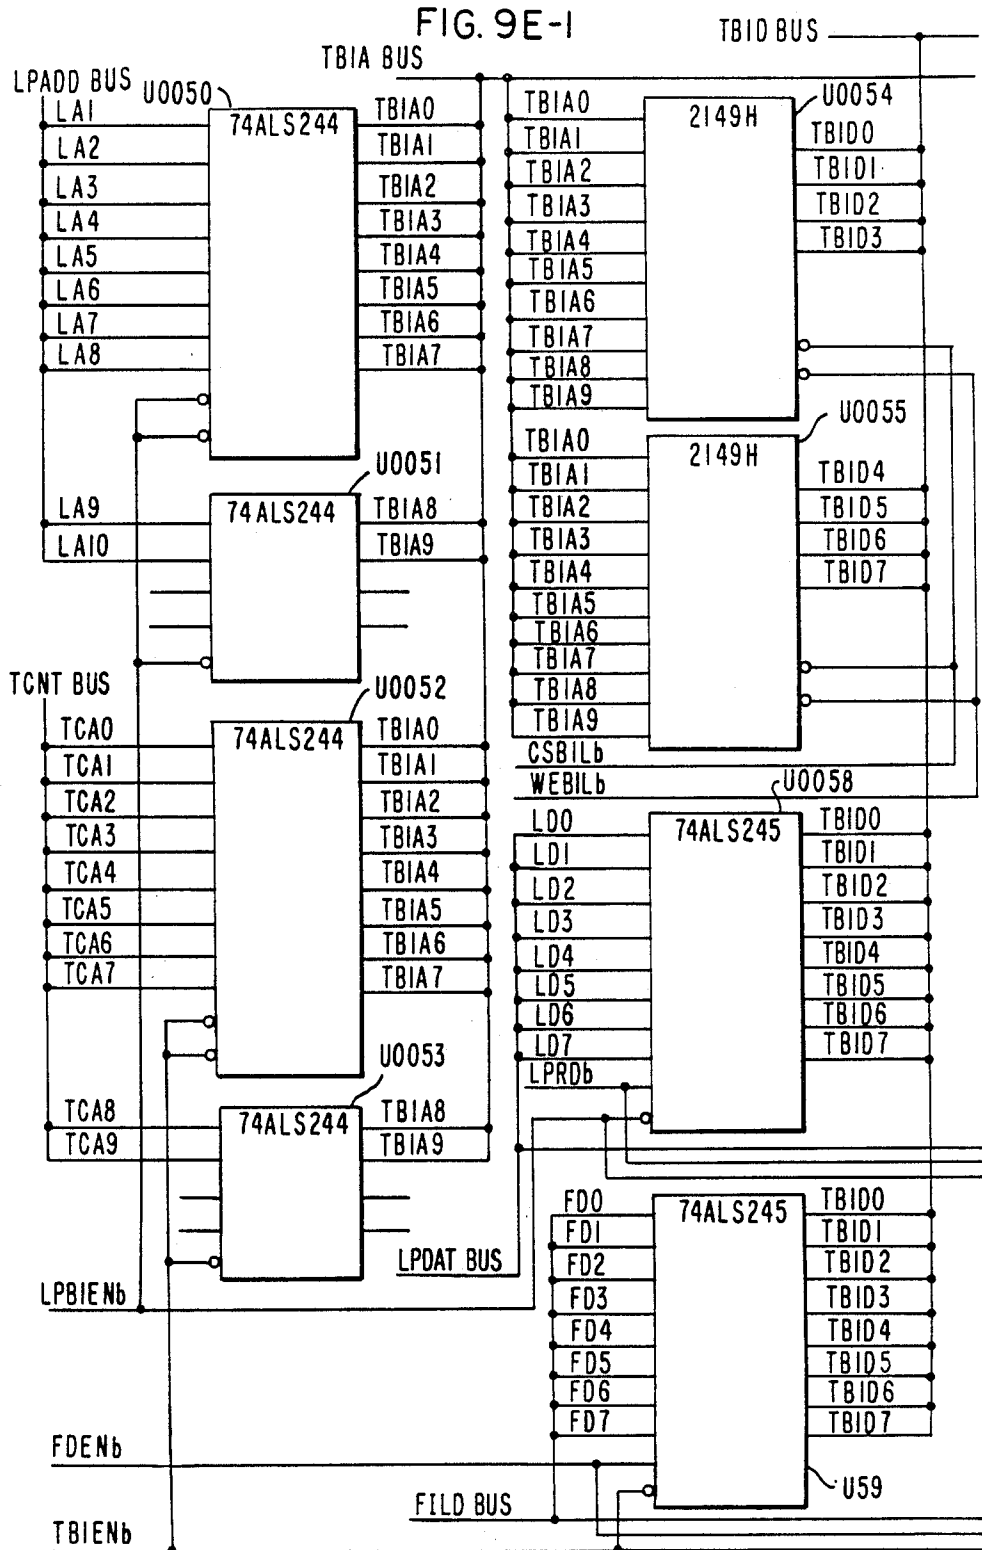 FIG. 9E-1
TBID BUS
TBIA BUS
LPADD BUS
U0050
74ALS244
LA1
LA2
LA3
LA4
LA5
LA6
LA7
LA8
TBIA0
TBIA1
TBIA2
TBIA3
TBIA4
TBIA5
TBIA6
TBIA7
U0051
74ALS244
LA9
LA10
TBIA8
TBIA9
TCNT BUS
U0052
74ALS244
TCA0
TCA1
TCA2
TCA3
TCA4
TCA5
TCA6
TCA7
TBIA0
TBIA1
TBIA2
TBIA3
TBIA4
TBIA5
TBIA6
TBIA7
U0053
74ALS244
TCA8
TCA9
TBIA8
TBIA9
LPBIENb
FDENb
TBIENb
U0054
2149H
TBIA0
TBIA1
TBIA2
TBIA3
TBIA4
TBIA5
TBIA6
TBIA7
TBIA8
TBIA9
TBID0
TBID1
TBID2
TBID3
U0055
2149H
TBIA0
TBIA1
TBIA2
TBIA3
TBIA4
TBIA5
TBIA6
TBIA7
TBIA8
TBIA9
TBID4
TBID5
TBID6
TBID7
CSBILb
WEBILb
U0058
74ALS245
LD0
LD1
LD2
LD3
LD4
LD5
LD6
LD7
LPRDb
TBID0
TBID1
TBID2
TBID3
TBID4
TBID5
TBID6
TBID7
LPDAT BUS
74ALS245
FD0
FD1
FD2
FD3
FD4
FD5
FD6
FD7
TBID0
TBID1
TBID2
TBID3
TBID4
TBID5
TBID6
TBID7
U59
FILD BUS